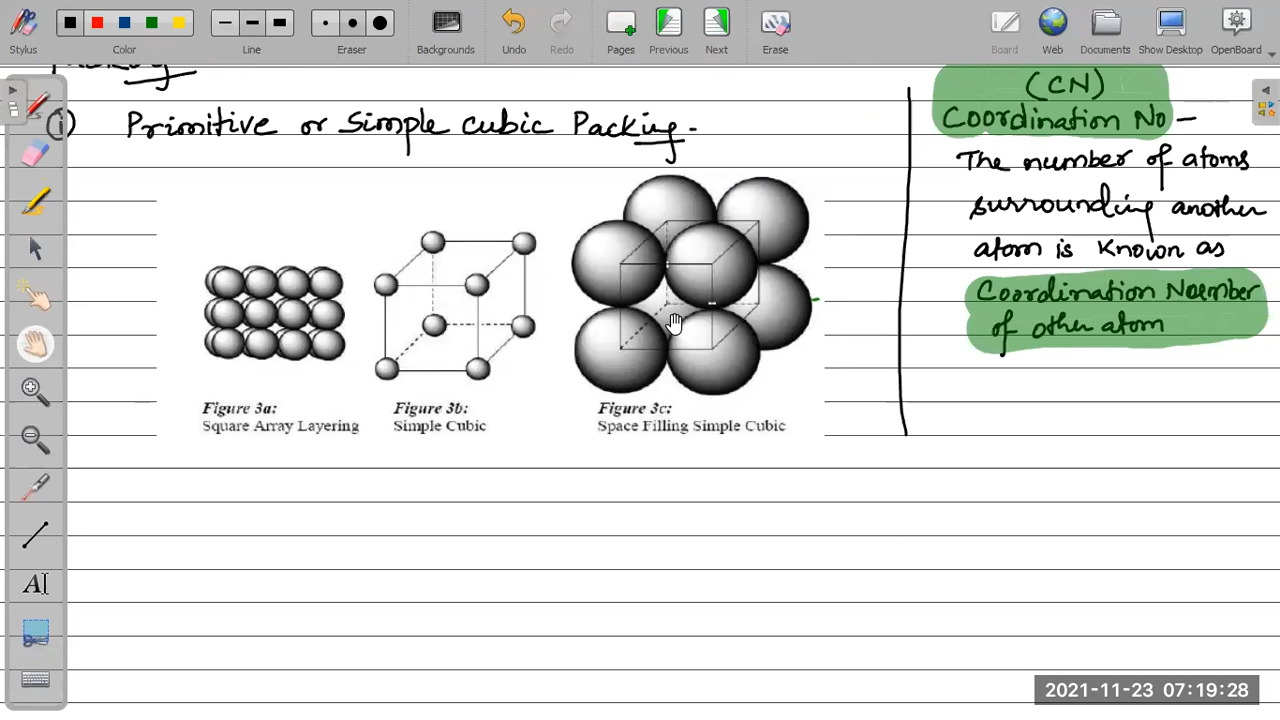 Stylus
Color
Line
Eraser
Backgrounds
Undo
Redo
Pages
Previous
Next
Erase
Board
Web
Documents
Show Desktop
OpenBoard
(i) Primitive or Simple cubic Packing.
Figure 3a:
Square Array Layering
Figure 3b:
Simple Cubic
Figure 3c:
Space Filling Simple Cubic
(CN)
Coordination No –
The number of atoms
surrounding another
atom is known as
Coordination Number
of other atom
2021-11-23 07:19:28